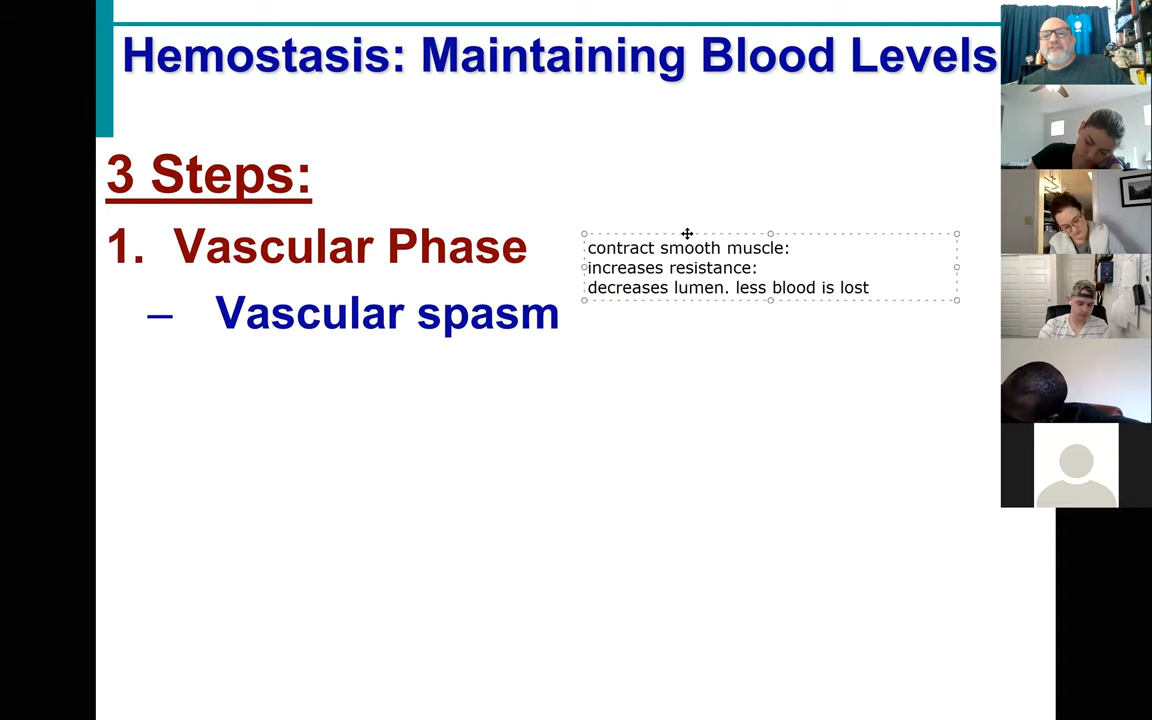 Hemostasis: Maintaining Blood Levels
3 Steps:
1. Vascular Phase
– Vascular spasm
contract smooth muscle:
increases resistance:
decreases lumen. less blood is lost